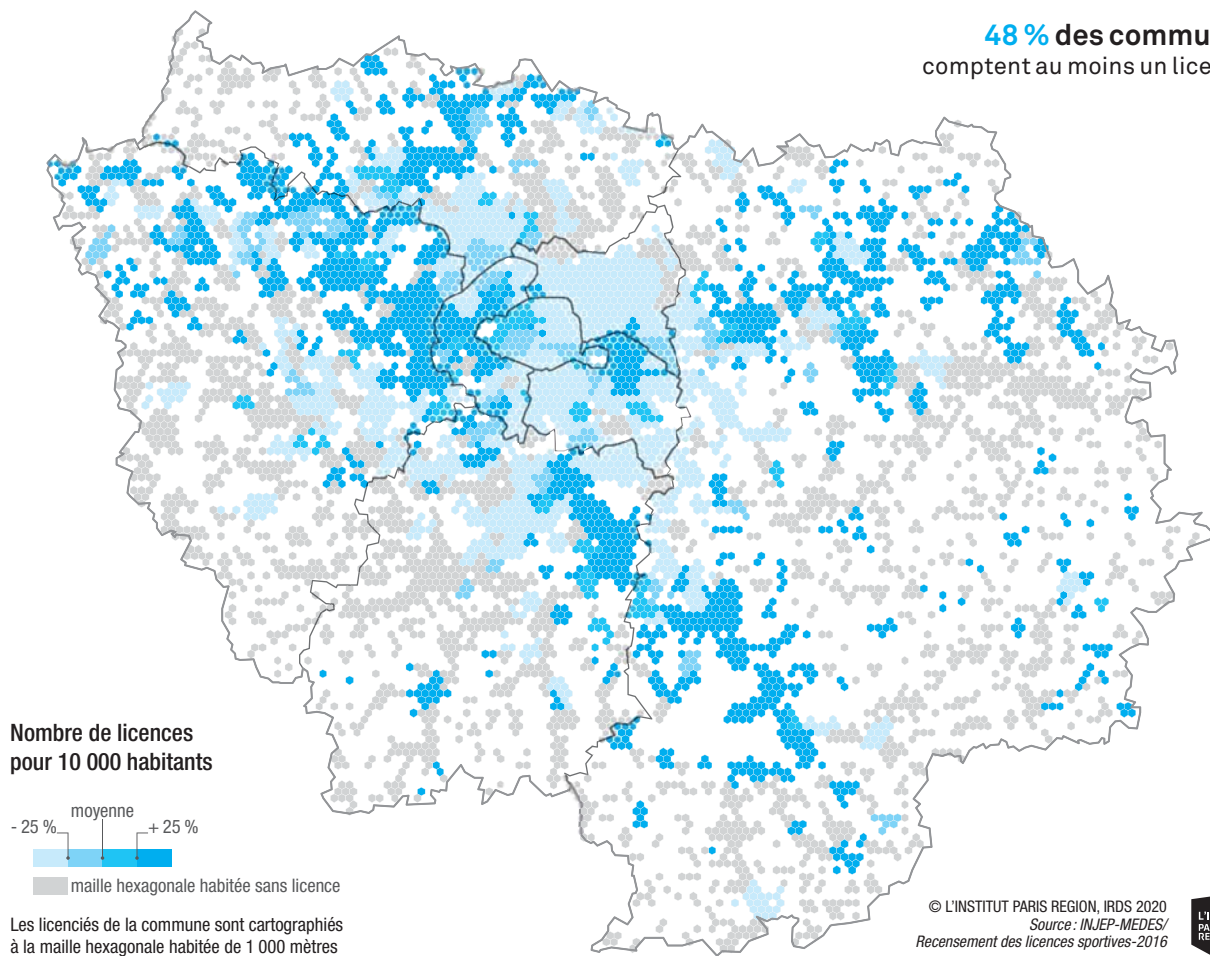 48 % des commu
comptent au moins un lice
Nombre de licences
pour 10 000 habitants
moyenne
- 25 % + 25 %
maille hexagonale habitée sans licence
Les licenciés de la commune sont cartographiés
à la maille hexagonale habitée de 1 000 mètres
© L'INSTITUT PARIS REGION, IRDS 2020
Source : INJEP-MEDES/
Recensement des licences sportives-2016
L'I
PA
RE